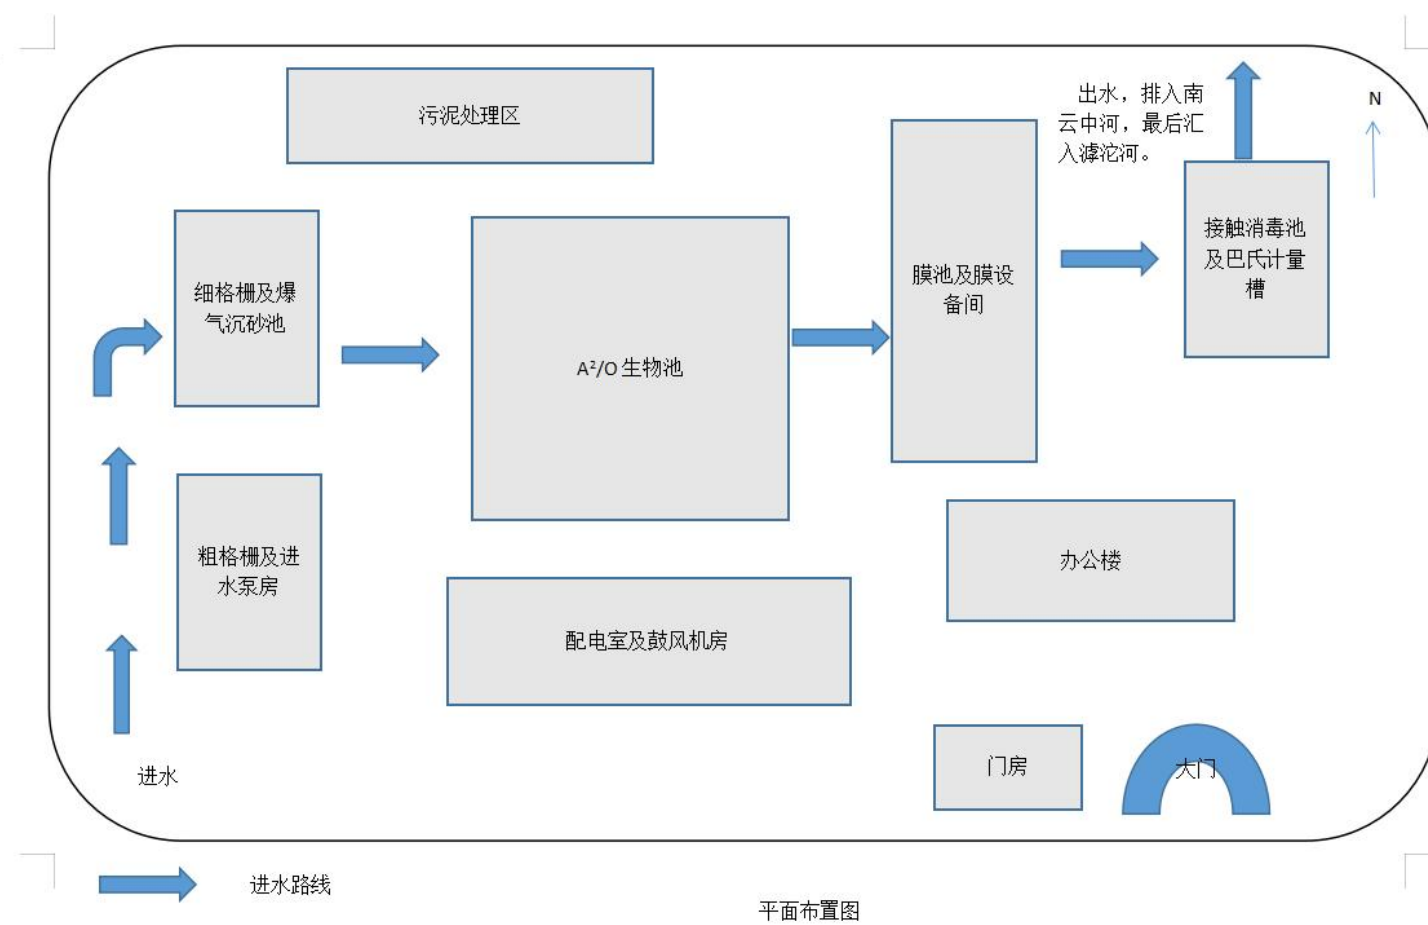 污泥处理区
出水，排入南
云中河，最后汇
入滹沱河。
N
接触消毒池
及巴氏计量
槽
膜池及膜设
备间
细格栅及爆
气沉砂池
A²/O 生物池
粗格栅及进
水泵房
办公楼
配电室及鼓风机房
门房
大门
进水
进水路线
平面布置图